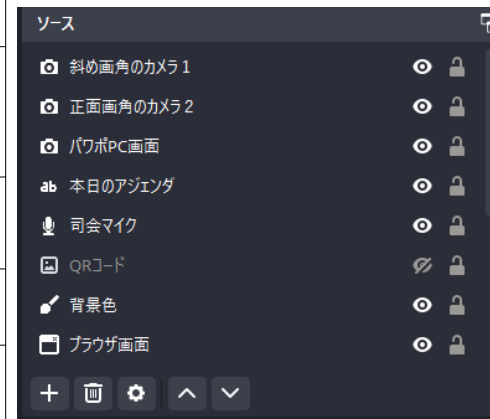 ソース
斜め画角のカメラ1
正面画角のカメラ2
パワポPC画面
ab 本日のアジェンダ
司会マイク
QRコード
背景色
ブラウザ画面